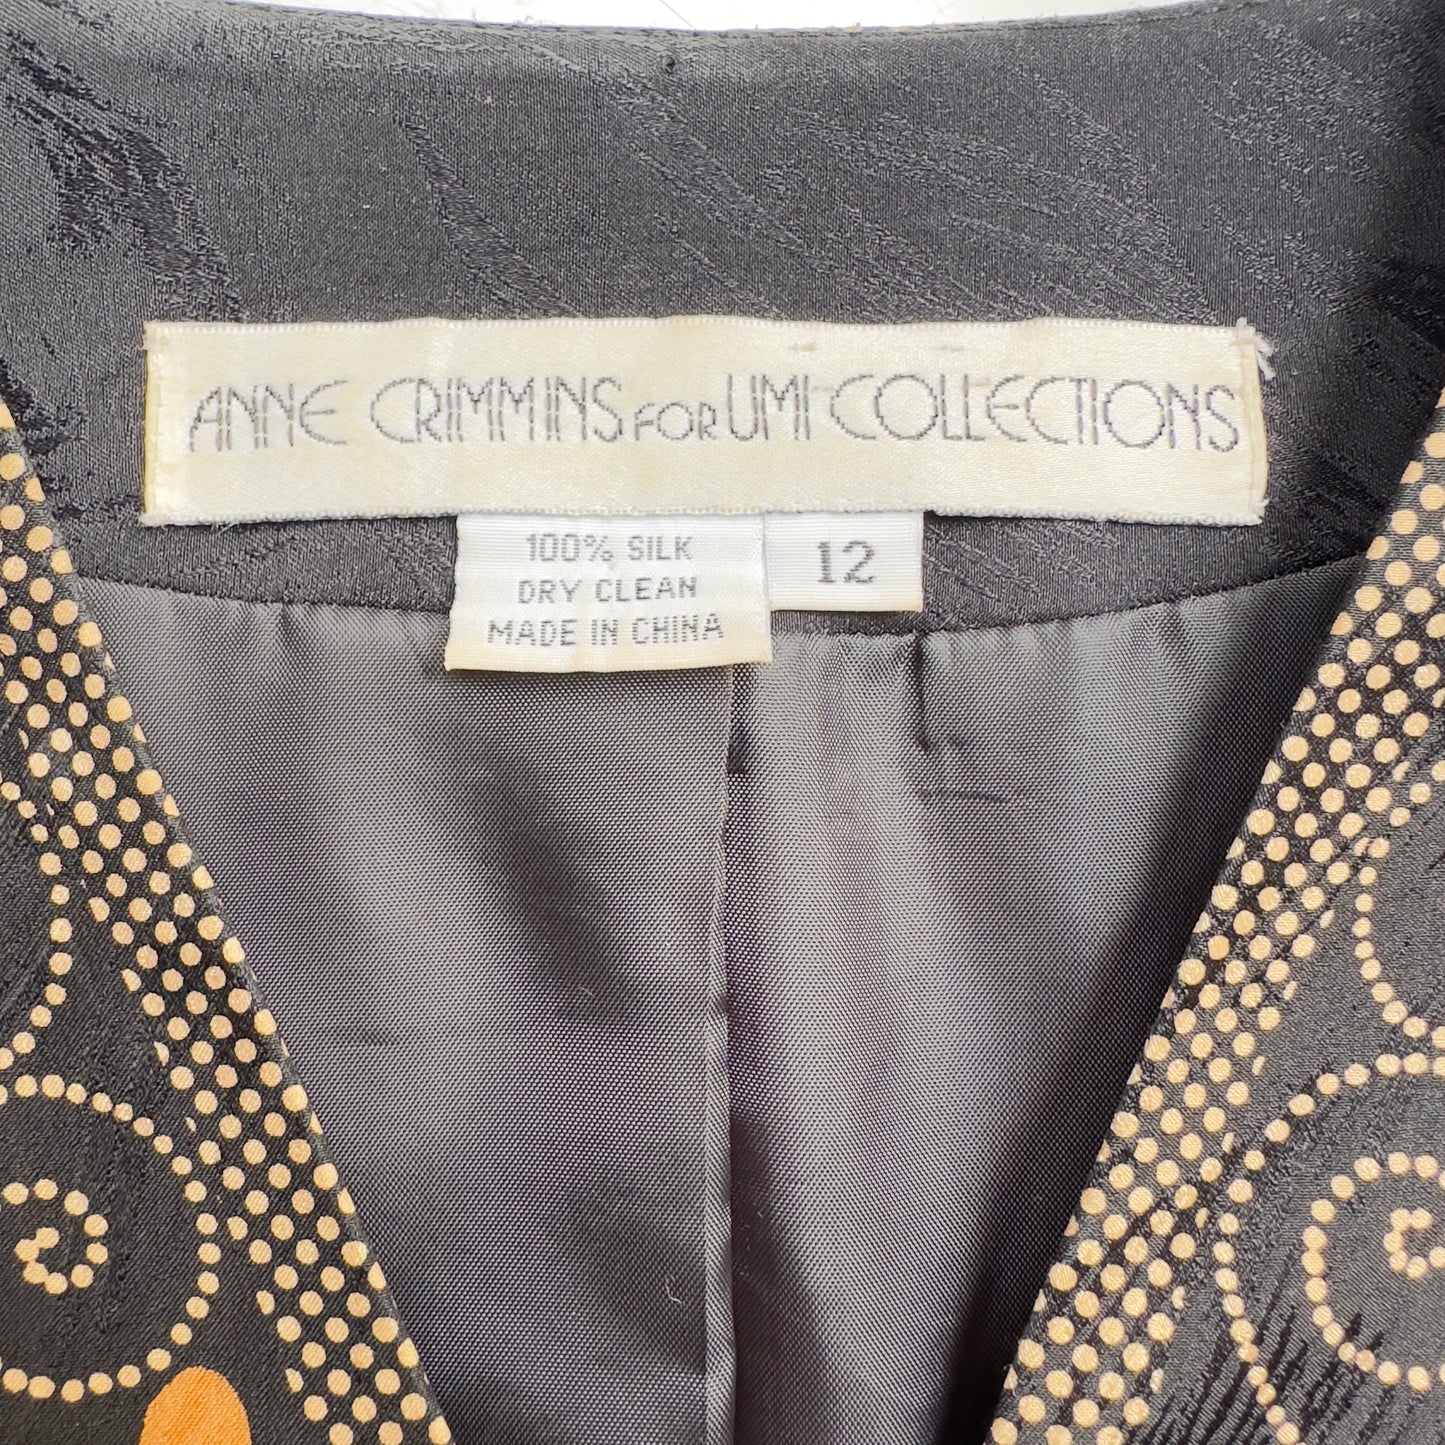 ANNE CRIMMINS FOR UMI COLLECTIONS
100% SILK
DRY CLEAN
MADE IN CHINA
12